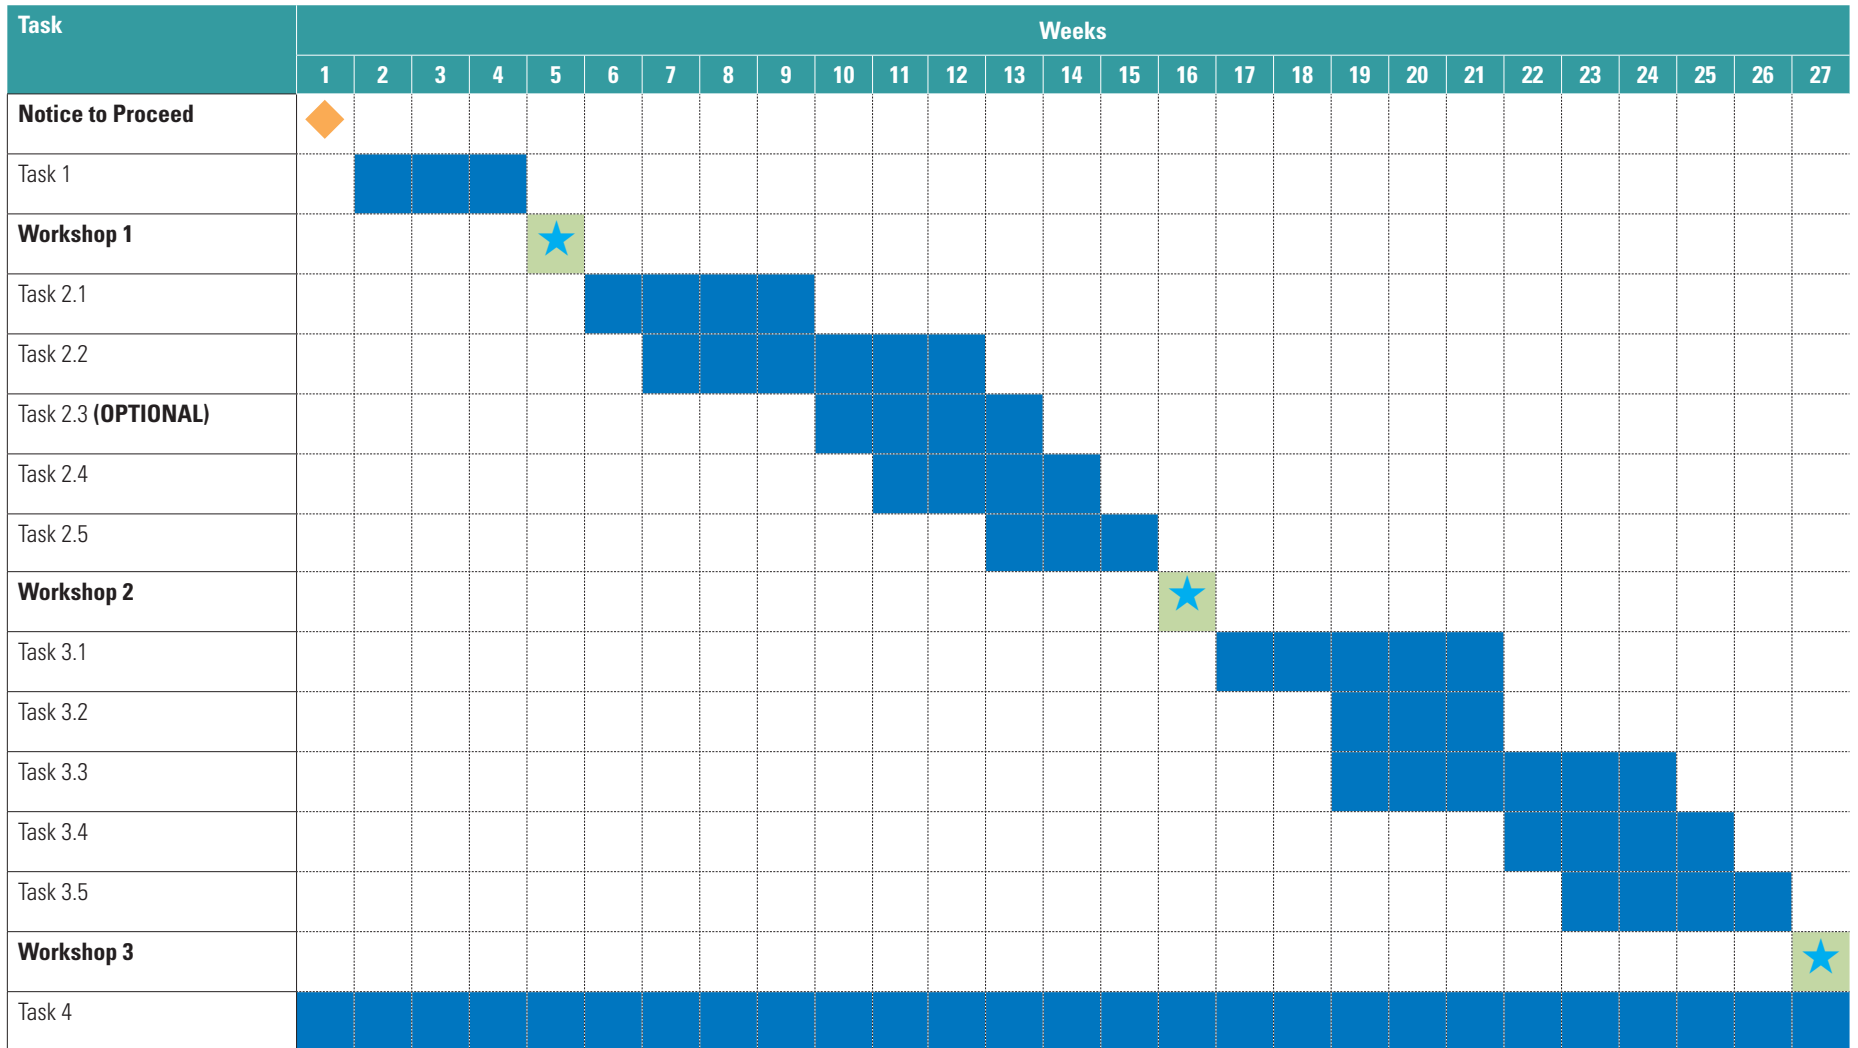 Task
Weeks
1 2 3 4 5 6 7 8 9 10 11 12 13 14 15 16 17 18 19 20 21 22 23 24 25 26 27
Notice to Proceed
Task 1
Workshop 1
Task 2.1
Task 2.2
Task 2.3 (OPTIONAL)
Task 2.4
Task 2.5
Workshop 2
Task 3.1
Task 3.2
Task 3.3
Task 3.4
Task 3.5
Workshop 3
Task 4